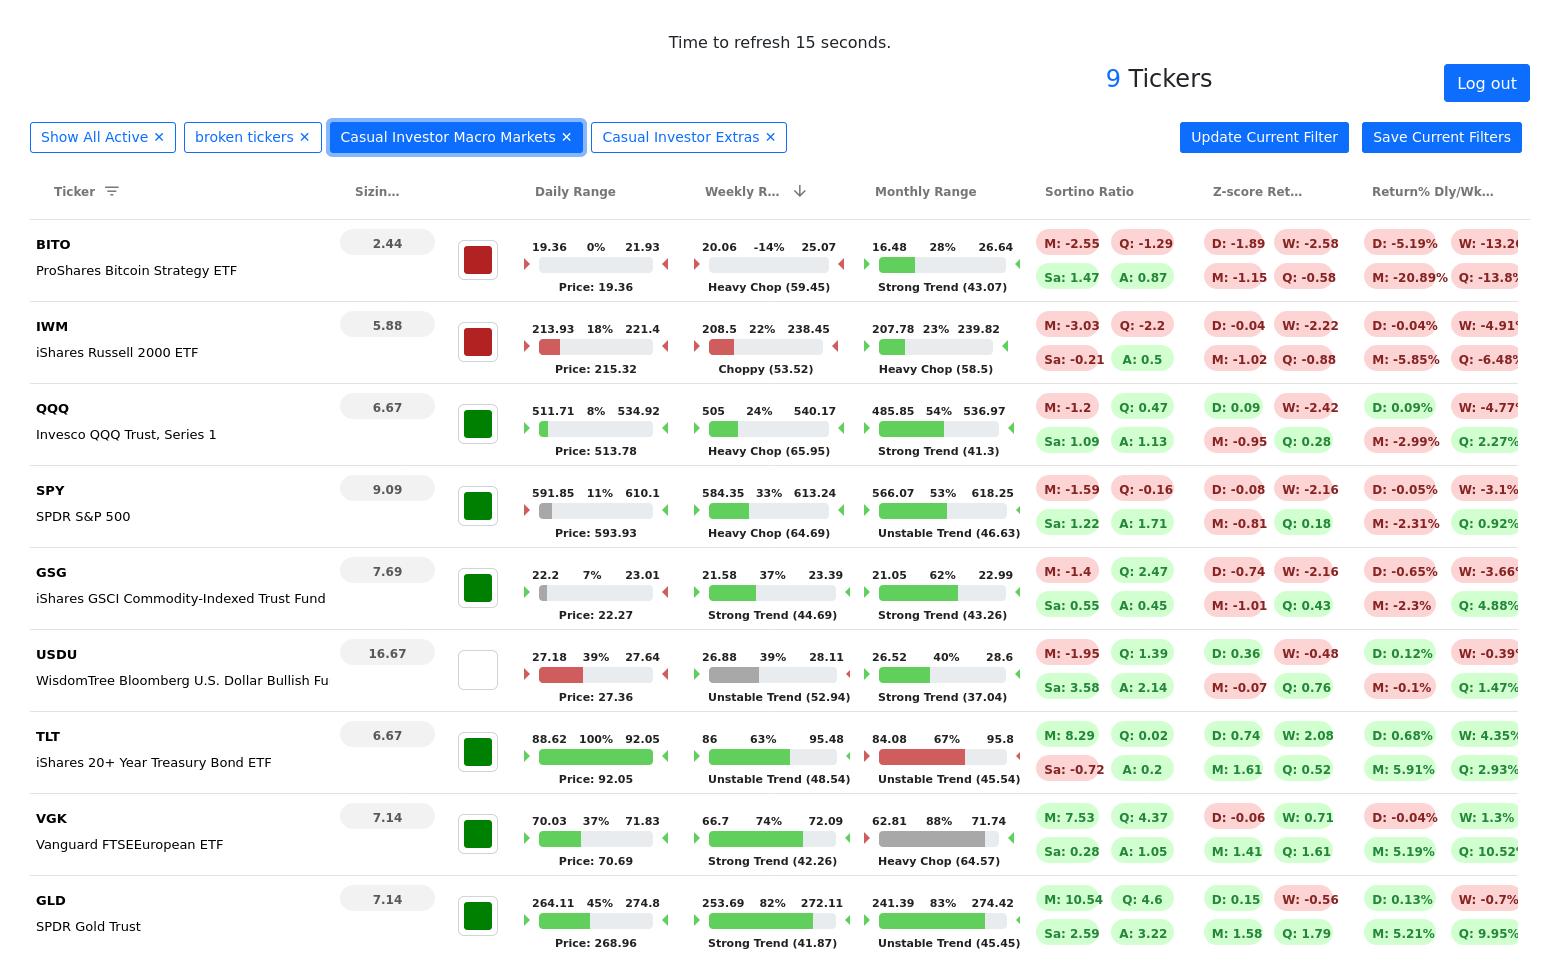 Time to refresh 15 seconds.
9 Tickers
Log out
Show All Active ✕ broken tickers ✕ Casual Investor Macro Markets ✕ Casual Investor Extras ✕ Update Current Filter Save Current Filters
Ticker Sizin… Daily Range Weekly R… Monthly Range Sortino Ratio Z-score Ret… Return% Dly/Wk…
BITO 2.44 19.36 0% 21.93 20.06 -14% 25.07 16.48 28% 26.64 M: -2.55 Q: -1.29 D: -1.89 W: -2.58 D: -5.19% W: -13.26
ProShares Bitcoin Strategy ETF Price: 19.36 Heavy Chop (59.45) Strong Trend (43.07) Sa: 1.47 A: 0.87 M: -1.15 Q: -0.58 M: -20.89% Q: -13.8%
IWM 5.88 213.93 18% 221.4 208.5 22% 238.45 207.78 23% 239.82 M: -3.03 Q: -2.2 D: -0.04 W: -2.22 D: -0.04% W: -4.91%
iShares Russell 2000 ETF Price: 215.32 Choppy (53.52) Heavy Chop (58.5) Sa: -0.21 A: 0.5 M: -1.02 Q: -0.88 M: -5.85% Q: -6.48%
QQQ 6.67 511.71 8% 534.92 505 24% 540.17 485.85 54% 536.97 M: -1.2 Q: 0.47 D: 0.09 W: -2.42 D: 0.09% W: -4.77%
Invesco QQQ Trust, Series 1 Price: 513.78 Heavy Chop (65.95) Strong Trend (41.3) Sa: 1.09 A: 1.13 M: -0.95 Q: 0.28 M: -2.99% Q: 2.27%
SPY 9.09 591.85 11% 610.1 584.35 33% 613.24 566.07 53% 618.25 M: -1.59 Q: -0.16 D: -0.08 W: -2.16 D: -0.05% W: -3.1%
SPDR S&P 500 Price: 593.93 Heavy Chop (64.69) Unstable Trend (46.63) Sa: 1.22 A: 1.71 M: -0.81 Q: 0.18 M: -2.31% Q: 0.92%
GSG 7.69 22.2 7% 23.01 21.58 37% 23.39 21.05 62% 22.99 M: -1.4 Q: 2.47 D: -0.74 W: -2.16 D: -0.65% W: -3.66%
iShares GSCI Commodity-Indexed Trust Fund Price: 22.27 Strong Trend (44.69) Strong Trend (43.26) Sa: 0.55 A: 0.45 M: -1.01 Q: 0.43 M: -2.3% Q: 4.88%
USDU 16.67 27.18 39% 27.64 26.88 39% 28.11 26.52 40% 28.6 M: -1.95 Q: 1.39 D: 0.36 W: -0.48 D: 0.12% W: -0.39%
WisdomTree Bloomberg U.S. Dollar Bullish Fu Price: 27.36 Unstable Trend (52.94) Strong Trend (37.04) Sa: 3.58 A: 2.14 M: -0.07 Q: 0.76 M: -0.1% Q: 1.47%
TLT 6.67 88.62 100% 92.05 86 63% 95.48 84.08 67% 95.8 M: 8.29 Q: 0.02 D: 0.74 W: 2.08 D: 0.68% W: 4.35%
iShares 20+ Year Treasury Bond ETF Price: 92.05 Unstable Trend (48.54) Unstable Trend (45.54) Sa: -0.72 A: 0.2 M: 1.61 Q: 0.52 M: 5.91% Q: 2.93%
VGK 7.14 70.03 37% 71.83 66.7 74% 72.09 62.81 88% 71.74 M: 7.53 Q: 4.37 D: -0.06 W: 0.71 D: -0.04% W: 1.3%
Vanguard FTSEEuropean ETF Price: 70.69 Strong Trend (42.26) Heavy Chop (64.57) Sa: 0.28 A: 1.05 M: 1.41 Q: 1.61 M: 5.19% Q: 10.52%
GLD 7.14 264.11 45% 274.8 253.69 82% 272.11 241.39 83% 274.42 M: 10.54 Q: 4.6 D: 0.15 W: -0.56 D: 0.13% W: -0.7%
SPDR Gold Trust Price: 268.96 Strong Trend (41.87) Unstable Trend (45.45) Sa: 2.59 A: 3.22 M: 1.58 Q: 1.79 M: 5.21% Q: 9.95%